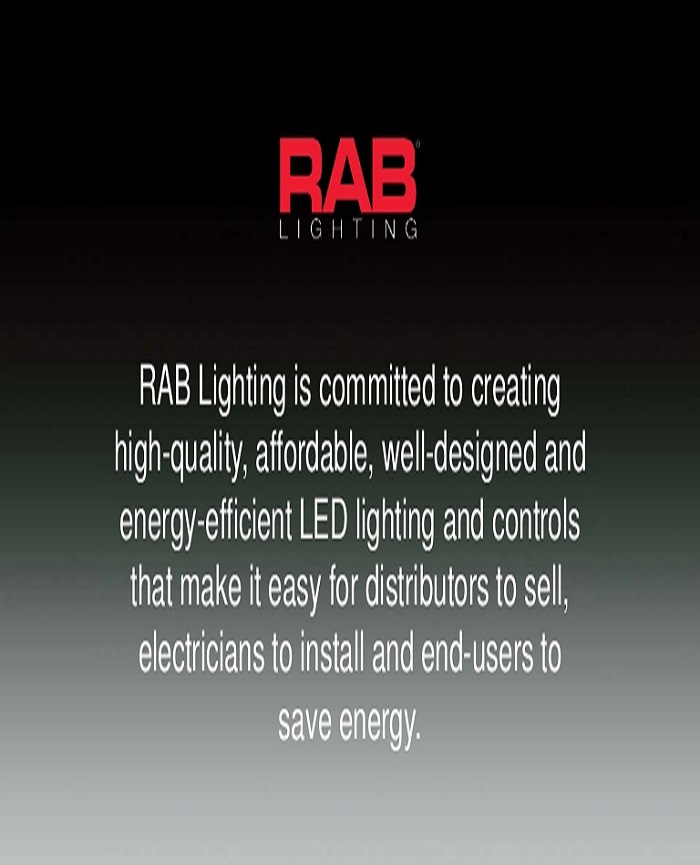 RAB®
LIGHTING
RAB Lighting is committed to creating
high-quality, affordable, well-designed and
energy-efficient LED lighting and controls
that make it easy for distributors to sell,
electricians to install and end-users to
save energy.